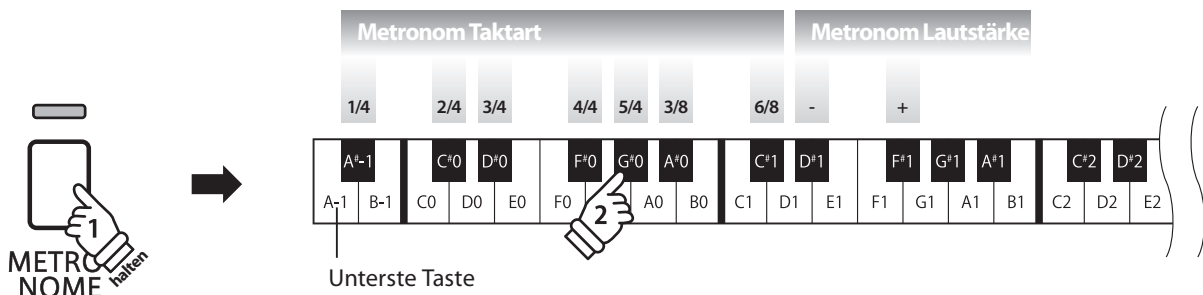 Metronom Taktart Metronom Lautstärke
1/4 2/4 3/4 4/4 5/4 3/8 6/8 - +
A#-1 C#0 D#0 F#0 G#0 A#0 C#1 D#1 F#1 G#1 A#1 C#2 D#2
A-1 B-1 C0 D0 E0 F0 A0 B0 C1 D1 E1 F1 G1 A1 B1 C2 D2 E2
1
2
halten
METRONOME
Unterste Taste